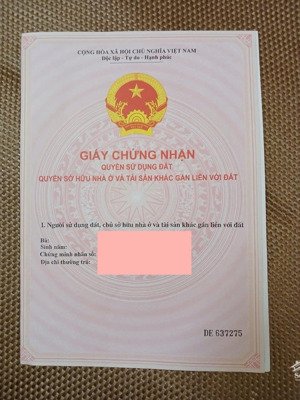 CỘNG HÒA XÃ HỘI CHỦ NGHĨA VIỆT NAM
Độc lập - Tự do - Hạnh phúc
GIẤY CHỨNG NHẬN
QUYỀN SỬ DỤNG ĐẤT
QUYỀN SỞ HỮU NHÀ Ở VÀ TÀI SẢN KHÁC GẮN LIỀN VỚI ĐẤT
I. Người sử dụng đất, chủ sở hữu nhà ở và tài sản khác gắn liền với đất
Bà:
Sinh năm:
Chứng minh nhân số:
Địa chỉ thường trú:
DE 637275